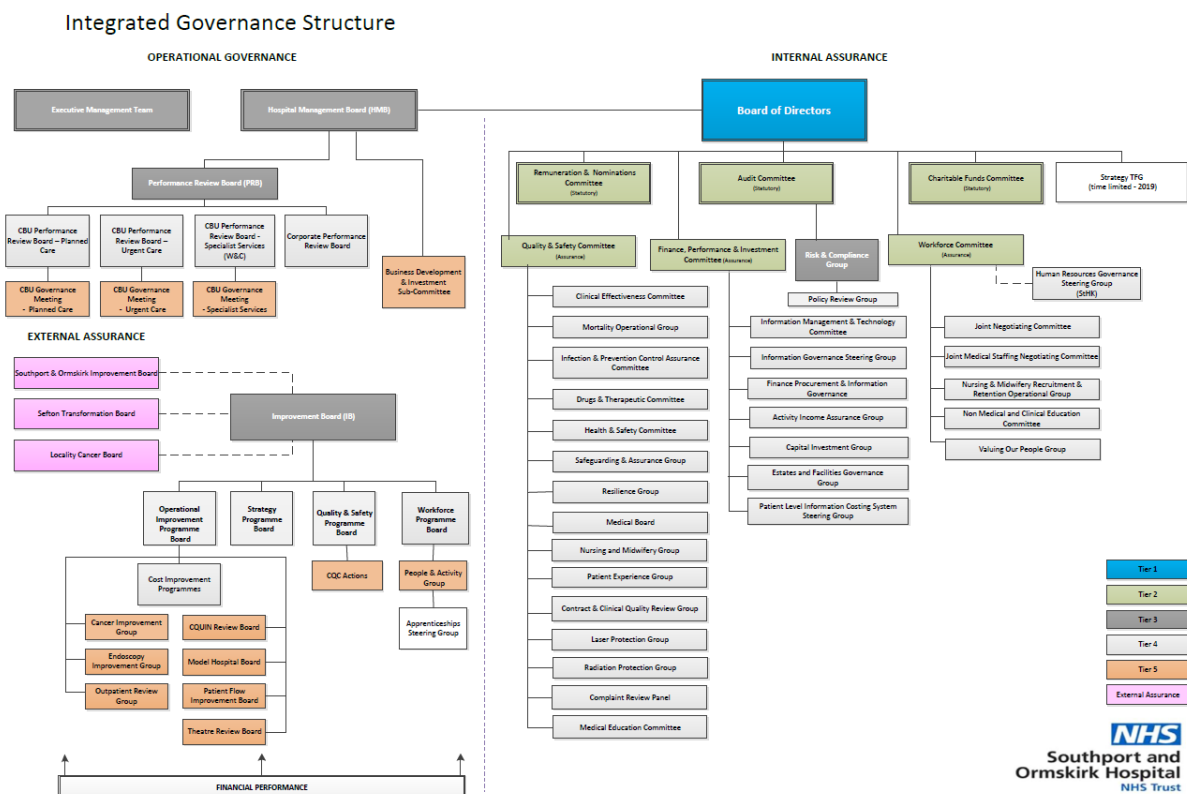 Integrated Governance Structure
OPERATIONAL GOVERNANCE
INTERNAL ASSURANCE
Executive Management Team
Hospital Management Board (HMB)
Board of Directors
Performance Review Board (PRB)
Remuneration & Nominations
Committee
(Statutory)
Audit Committee
(Statutory)
Charitable Funds Committee
(Statutory)
Strategy TFG
(time limited - 2019)
CBU Performance
Review Board – Planned
Care
CBU Performance
Review Board –
Urgent Care
CBU Performance
Review Board -
Specialist Services
(W&C)
Corporate Performance
Review Board
Business Development
& Investment
Sub-Committee
CBU Governance
Meeting
- Planned Care
CBU Governance
Meeting
- Urgent Care
CBU Governance
Meeting
- Specialist Services
Quality & Safety Committee
(Assurance)
Finance, Performance & Investment
Committee (Assurance)
Risk & Compliance
Group
Policy Review Group
Workforce Committee
(Assurance)
Human Resources Governance
Steering Group
(StHK)
Clinical Effectiveness Committee
Mortality Operational Group
Infection & Prevention Control Assurance
Committee
Drugs & Therapeutic Committee
Health & Safety Committee
Safeguarding & Assurance Group
Resilience Group
Medical Board
Nursing and Midwifery Group
Patient Experience Group
Contract & Clinical Quality Review Group
Laser Protection Group
Radiation Protection Group
Complaint Review Panel
Medical Education Committee
Information Management & Technology
Committee
Information Governance Steering Group
Finance Procurement & Information
Governance
Activity Income Assurance Group
Capital Investment Group
Estates and Facilities Governance
Group
Patient Level Information Costing System
Steering Group
Joint Negotiating Committee
Joint Medical Staffing Negotiating Committee
Nursing & Midwifery Recruitment &
Retention Operational Group
Non Medical and Clinical Education
Committee
Valuing Our People Group
EXTERNAL ASSURANCE
Southport & Ormskirk Improvement Board
Sefton Transformation Board
Locality Cancer Board
Improvement Board (IB)
Operational
Improvement
Programme
Board
Strategy
Programme
Board
Quality & Safety
Programme
Board
Workforce
Programme
Board
Cost Improvement
Programmes
CQC Actions
People & Activity
Group
Apprenticeships
Steering Group
Cancer Improvement
Group
Endoscopy
Improvement Group
Outpatient Review
Group
CQUIN Review Board
Model Hospital Board
Patient Flow
Improvement Board
Theatre Review Board
FINANCIAL PERFORMANCE
Tier 1
Tier 2
Tier 3
Tier 4
Tier 5
External Assurance
NHS
Southport and
Ormskirk Hospital
NHS Trust